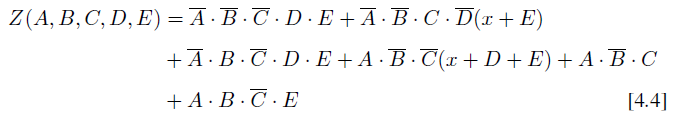 Z(A, B, C, D, E) = A̅ · B̅ · C̅ · D · E + A̅ · B̅ · C · D̅(x + E)
+ A̅ · B̅ · C̅ · D · E + A · B̅ · C̅(x + D + E) + A · B̅ · C
+ A · B · C̅ · E [4.4]